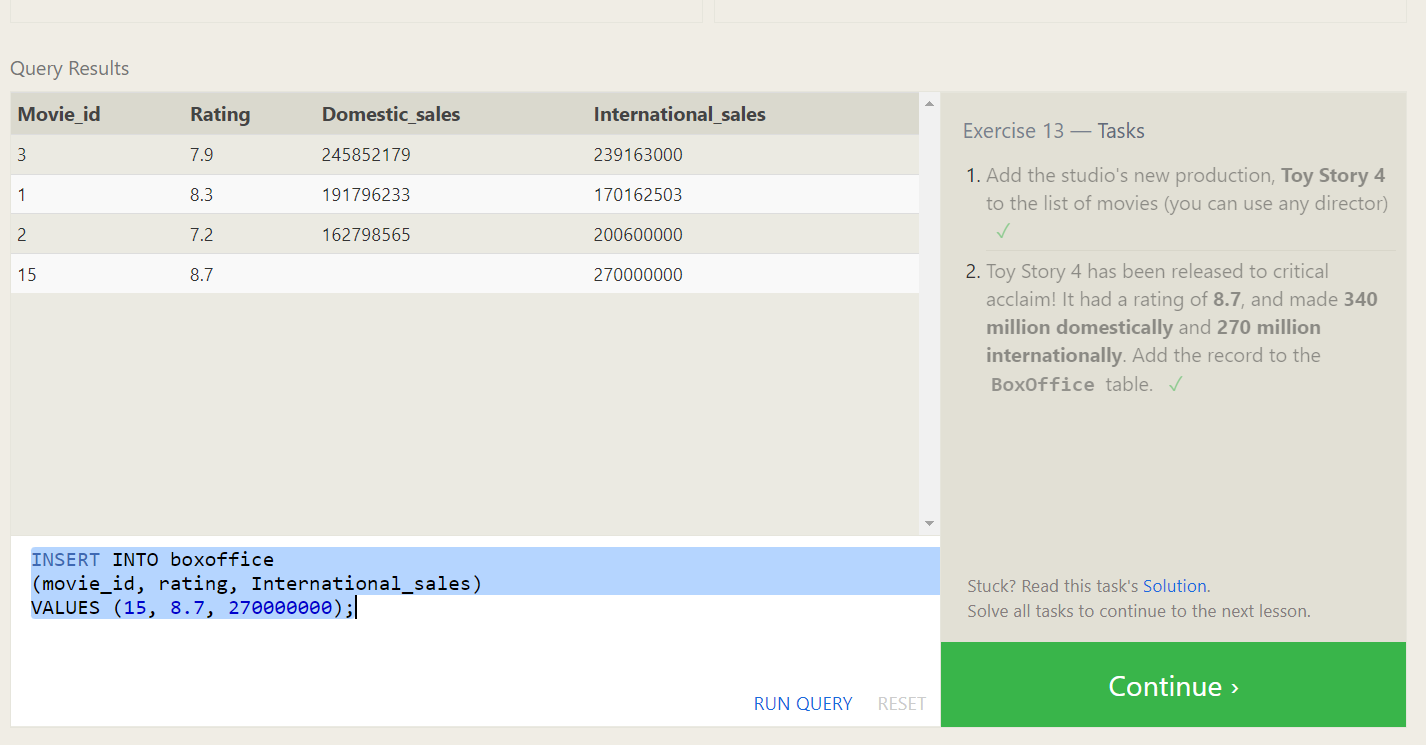 Query Results
Movie_id Rating Domestic_sales International_sales
3 7.9 245852179 239163000
1 8.3 191796233 170162503
2 7.2 162798565 200600000
15 8.7 270000000
INSERT INTO boxoffice
(movie_id, rating, International_sales)
VALUES (15, 8.7, 270000000);
RUN QUERY RESET
Exercise 13 — Tasks
1. Add the studio's new production, Toy Story 4
to the list of movies (you can use any director)
✓
2. Toy Story 4 has been released to critical
acclaim! It had a rating of 8.7, and made 340
million domestically and 270 million
internationally. Add the record to the
BoxOffice table. ✓
Stuck? Read this task's Solution.
Solve all tasks to continue to the next lesson.
Continue ›